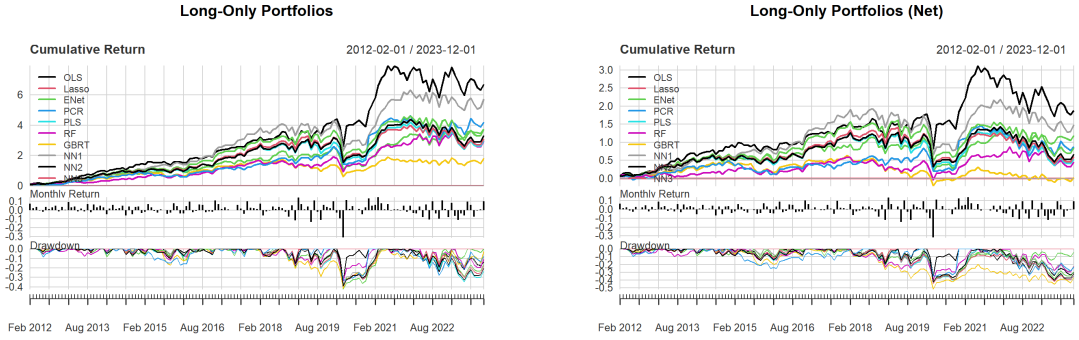 Long-Only Portfolios
Cumulative Return 2012-02-01 / 2023-12-01
OLS
Lasso
ENet
PCR
PLS
RF
GBRT
NN1
NN2
6
4
2
0
Monthly Return
0.1
0.0
-0.1
-0.2
-0.3
Drawdown
0.0
-0.1
-0.2
-0.3
-0.4
Feb 2012 Aug 2013 Feb 2015 Aug 2016 Feb 2018 Aug 2019 Feb 2021 Aug 2022
Long-Only Portfolios (Net)
Cumulative Return 2012-02-01 / 2023-12-01
OLS
Lasso
ENet
PCR
PLS
RF
GBRT
NN1
NN2
NN3
3.0
2.5
2.0
1.5
1.0
0.5
0.0
Monthly Return
0.1
0.0
-0.1
-0.2
-0.3
Drawdown
0.0
-0.1
-0.2
-0.3
-0.4
-0.5
Feb 2012 Aug 2013 Feb 2015 Aug 2016 Feb 2018 Aug 2019 Feb 2021 Aug 2022